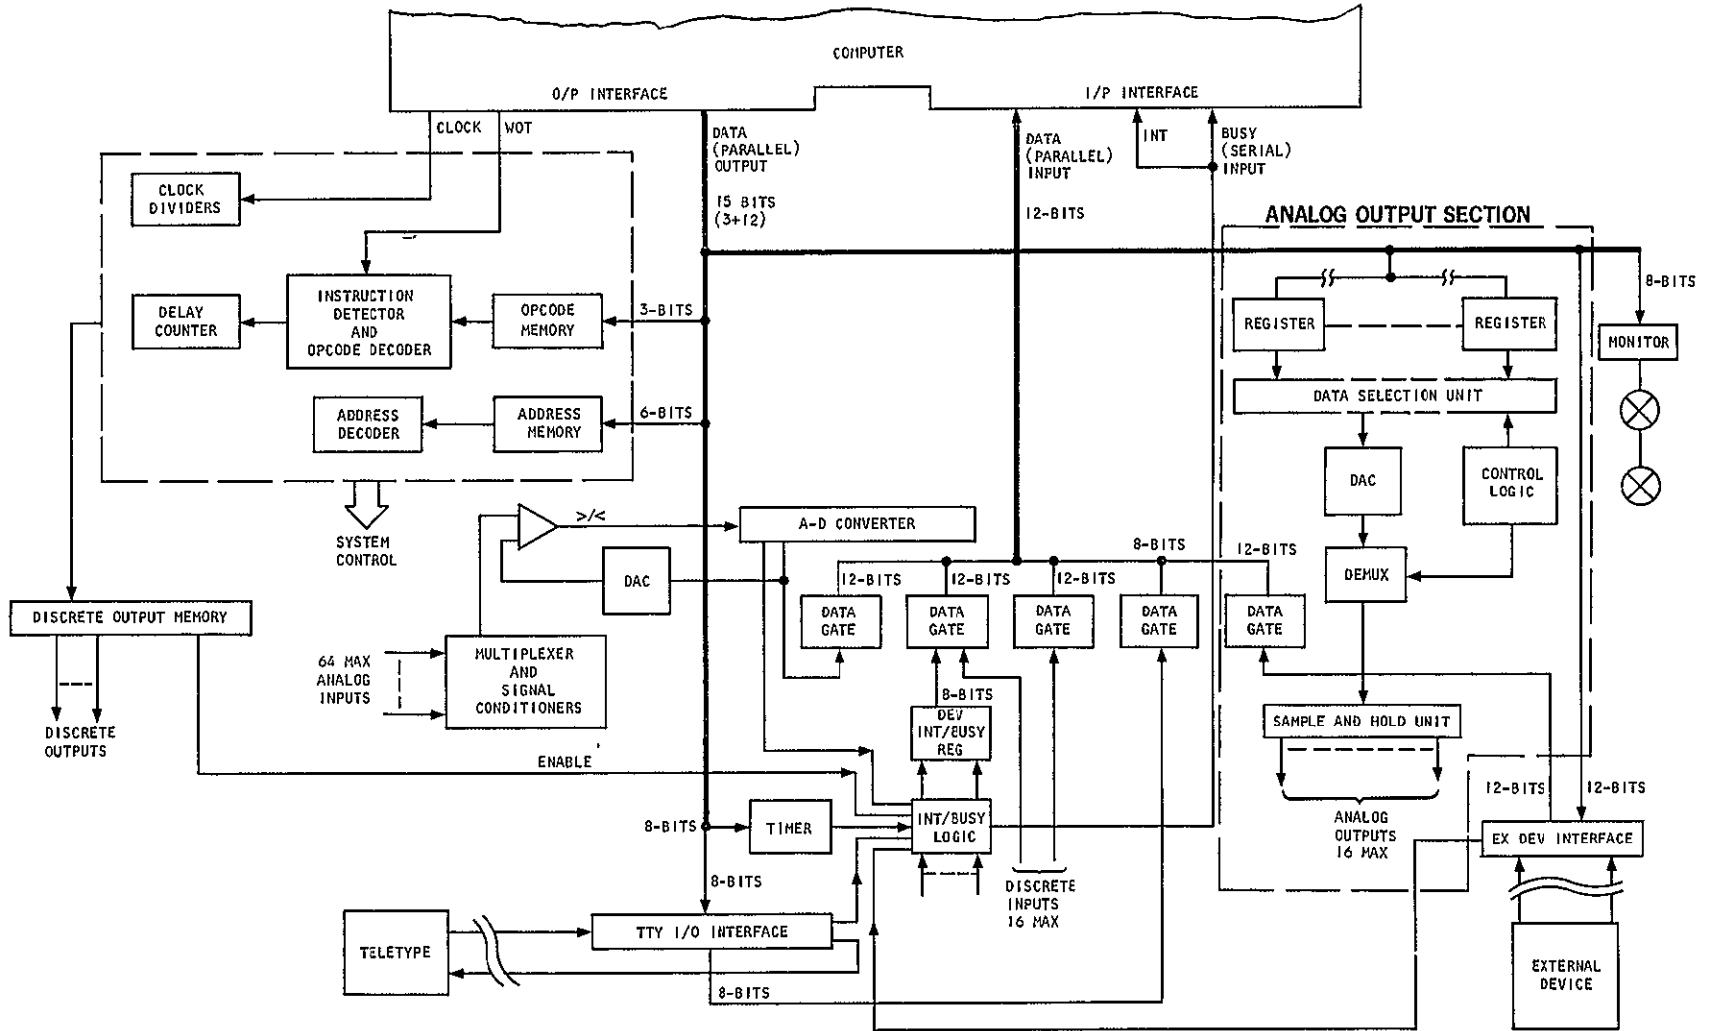 COMPUTER
O/P INTERFACE
I/P INTERFACE
CLOCK
WOT
DATA
(PARALLEL)
OUTPUT
15 BITS
(3+12)
DATA
(PARALLEL)
INPUT
12-BITS
INT
BUSY
(SERIAL)
INPUT
CLOCK
DIVIDERS
INSTRUCTION
DETECTOR
AND
OPCODE DECODER
DELAY
COUNTER
OPCODE
MEMORY
3-BITS
ADDRESS
DECODER
ADDRESS
MEMORY
6-BITS
SYSTEM
CONTROL
ANALOG OUTPUT SECTION
REGISTER
REGISTER
8-BITS
MONITOR
DATA SELECTION UNIT
DAC
CONTROL
LOGIC
DEMUX
SAMPLE AND HOLD UNIT
ANALOG
OUTPUTS
16 MAX
>/<
A-D CONVERTER
DAC
12-BITS
12-BITS
12-BITS
8-BITS
12-BITS
DATA
GATE
DATA
GATE
DATA
GATE
DATA
GATE
DATA
GATE
DISCRETE OUTPUT MEMORY
DISCRETE
OUTPUTS
64 MAX
ANALOG
INPUTS
MULTIPLEXER
AND
SIGNAL
CONDITIONERS
8-BITS
DEV
INT/BUSY
REG
ENABLE
8-BITS
TIMER
INT/BUSY
LOGIC
DISCRETE
INPUTS
16 MAX
12-BITS
12-BITS
EX DEV INTERFACE
8-BITS
TELETYPE
TTY I/O INTERFACE
8-BITS
EXTERNAL
DEVICE